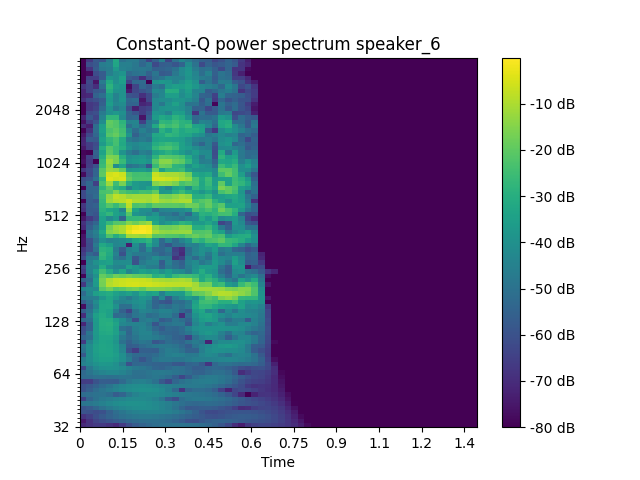 Constant-Q power spectrum speaker_6
Hz
2048
1024
512
256
128
64
32
0 0.15 0.3 0.45 0.6 0.75 0.9 1.1 1.2 1.4
Time
-10 dB
-20 dB
-30 dB
-40 dB
-50 dB
-60 dB
-70 dB
-80 dB